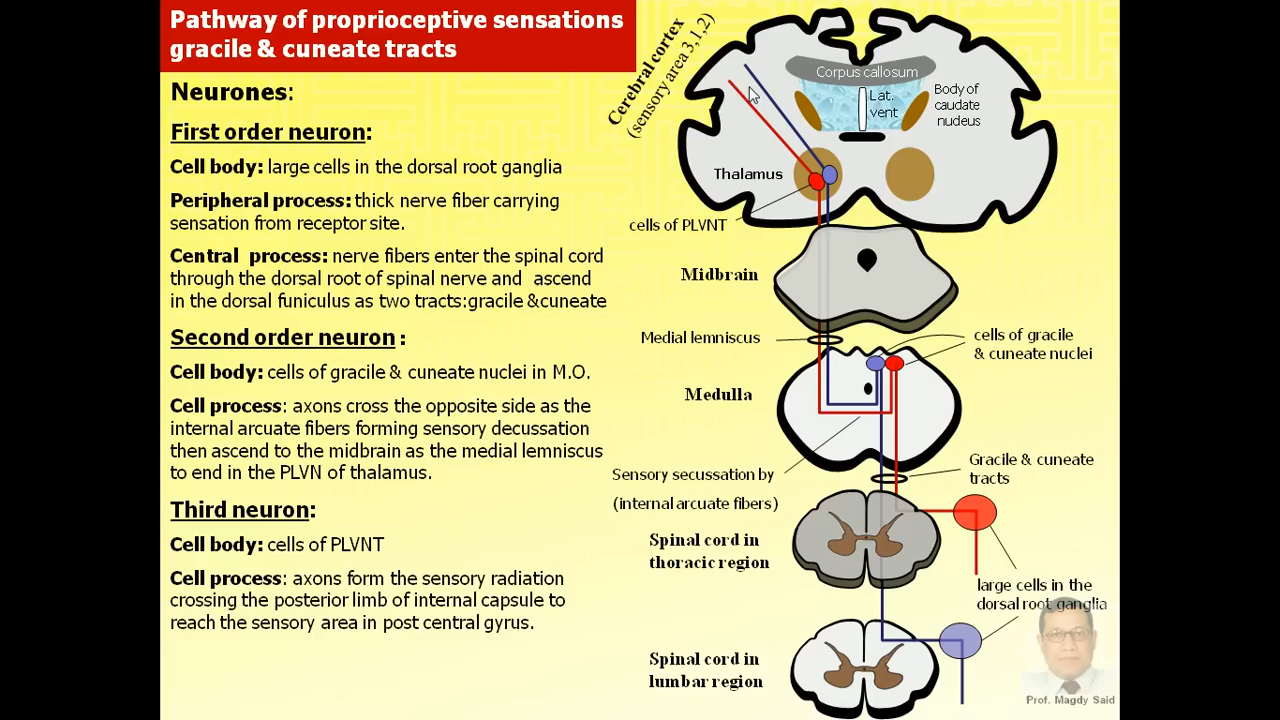 Pathway of proprioceptive sensations
gracile & cuneate tracts
Neurones:
First order neuron:
Cell body: large cells in the dorsal root ganglia
Peripheral process: thick nerve fiber carrying
sensation from receptor site.
Central process: nerve fibers enter the spinal cord
through the dorsal root of spinal nerve and ascend
in the dorsal funiculus as two tracts:gracile &cuneate
Second order neuron :
Cell body: cells of gracile & cuneate nuclei in M.O.
Cell process: axons cross the opposite side as the
internal arcuate fibers forming sensory decussation
then ascend to the midbrain as the medial lemniscus
to end in the PLVN of thalamus.
Third neuron:
Cell body: cells of PLVNT
Cell process: axons form the sensory radiation
crossing the posterior limb of internal capsule to
reach the sensory area in post central gyrus.
Cerebral cortex
(sensory area 3,1,2)
Corpus callosum
Lat.
vent
Body of
caudate
nudeus
Thalamus
cells of PLVNT
Midbrain
Medial lemniscus
cells of gracile
& cuneate nuclei
Medulla
Sensory secussation by
(internal arcuate fibers)
Gracile & cuneate
tracts
Spinal cord in
thoracic region
large cells in the
dorsal root ganglia
Spinal cord in
lumbar region
Prof. Magdy Said